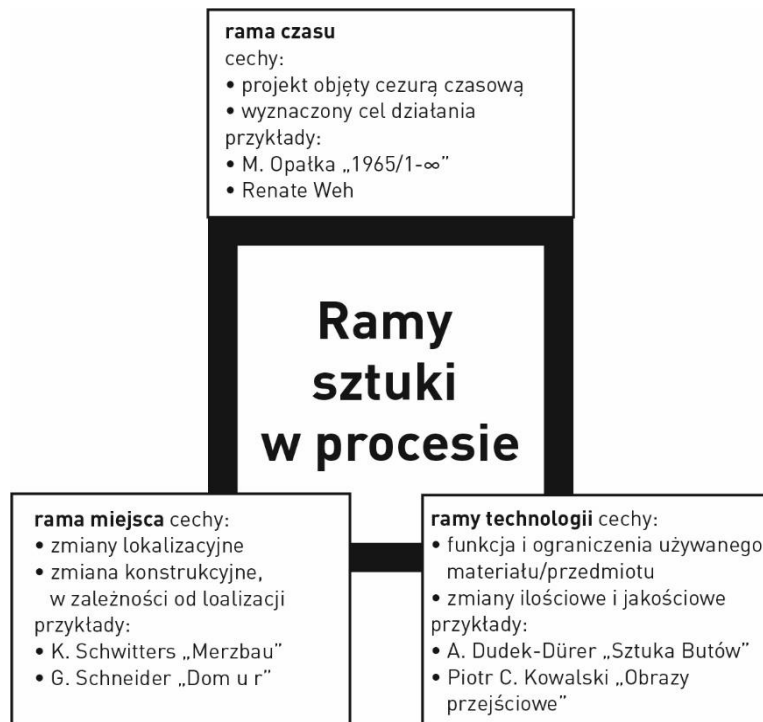 rama czasu
cechy:
• projekt objęty cezurą czasową
• wyznaczony cel działania
przykłady:
• M. Opałka „1965/1-∞”
• Renate Weh
Ramy
sztuki
w procesie
rama miejsca cechy:
• zmiany lokalizacyjne
• zmiana konstrukcyjne,
w zależności od loalizacji
przykłady:
• K. Schwitters „Merzbau”
• G. Schneider „Dom u r”
ramy technologii cechy:
• funkcja i ograniczenia używanego
materiału/przedmiotu
• zmiany ilościowe i jakościowe
przykłady:
• A. Dudek-Dürer „Sztuka Butów”
• Piotr C. Kowalski „Obrazy
przejściowe”